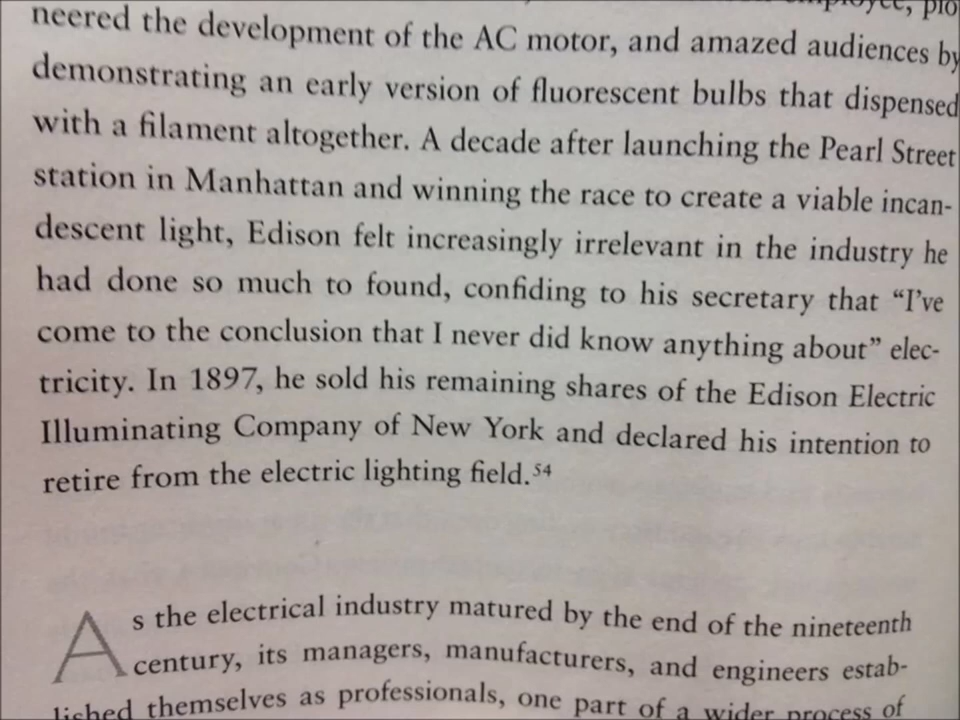 employee, pio
neered the development of the AC motor, and amazed audiences by
demonstrating an early version of fluorescent bulbs that dispensed
with a filament altogether. A decade after launching the Pearl Street
station in Manhattan and winning the race to create a viable incan-
descent light, Edison felt increasingly irrelevant in the industry he
had done so much to found, confiding to his secretary that “I’ve
come to the conclusion that I never did know anything about” elec-
tricity. In 1897, he sold his remaining shares of the Edison Electric
Illuminating Company of New York and declared his intention to
retire from the electric lighting field.54
As the electrical industry matured by the end of the nineteenth
century, its managers, manufacturers, and engineers estab-
lished themselves as professionals, one part of a wider process of